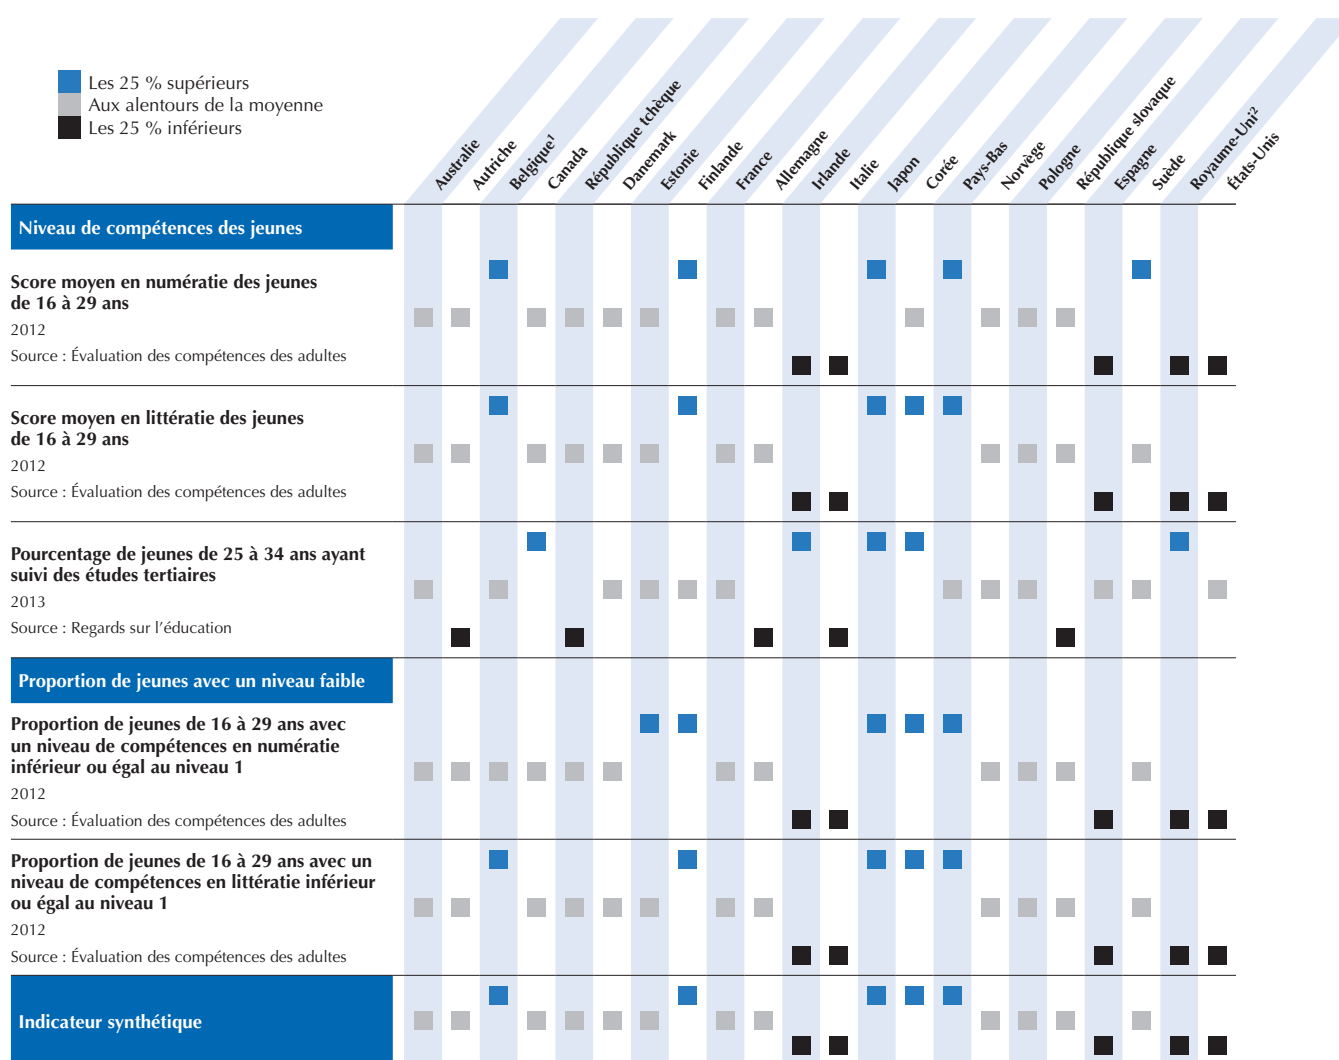 Les 25 % supérieurs
Aux alentours de la moyenne
Les 25 % inférieurs
Australie
Autriche
Belgique¹
Canada
République tchèque
Danemark
Estonie
Finlande
France
Allemagne
Irlande
Italie
Japon
Corée
Pays-Bas
Norvège
Pologne
République slovaque
Espagne
Suède
Royaume-Uni²
États-Unis
Niveau de compétences des jeunes
Score moyen en numératie des jeunes
de 16 à 29 ans
2012
Source : Évaluation des compétences des adultes
Score moyen en littératie des jeunes
de 16 à 29 ans
2012
Source : Évaluation des compétences des adultes
Pourcentage de jeunes de 25 à 34 ans ayant
suivi des études tertiaires
2013
Source : Regards sur l’éducation
Proportion de jeunes avec un niveau faible
Proportion de jeunes de 16 à 29 ans avec
un niveau de compétences en numératie
inférieur ou égal au niveau 1
2012
Source : Évaluation des compétences des adultes
Proportion de jeunes de 16 à 29 ans avec un
niveau de compétences en littératie inférieur
ou égal au niveau 1
2012
Source : Évaluation des compétences des adultes
Indicateur synthétique